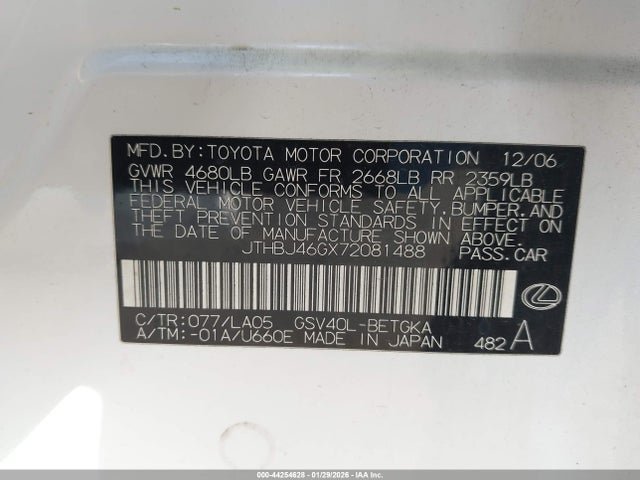 MFD.BY:TOYOTA MOTOR CORPORATION 12/06
GVWR 4680LB GAWR FR 2668LB RR 2359LB
THIS VEHICLE CONFORMS TO ALL APPLICABLE
FEDERAL MOTOR VEHICLE SAFETY, BUMPER, AND
THEFT PREVENTION STANDARDS IN EFFECT ON
THE DATE OF MANUFACTURE SHOWN ABOVE.
JTHBJ46GX72081488 PASS.CAR
C/TR:077/LA05 GSV40L-BETGKA
A/TM:-01A/U660E MADE IN JAPAN 482 A
000-44254628 - 01/29/2026 - IAAI.COM